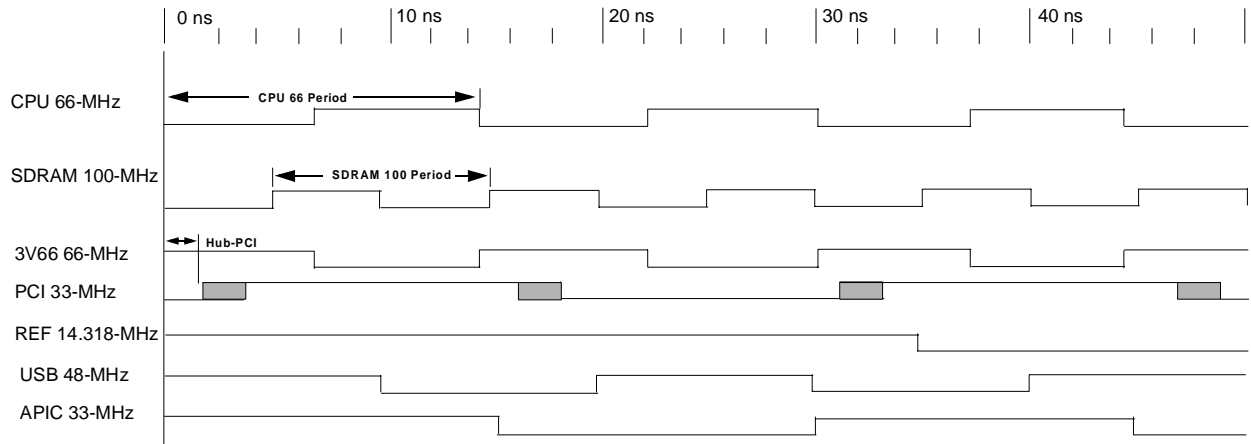 0 ns 10 ns 20 ns 30 ns 40 ns
CPU 66-MHz
CPU 66 Period
SDRAM 100-MHz
SDRAM 100 Period
Hub-PCI
3V66 66-MHz
PCI 33-MHz
REF 14.318-MHz
USB 48-MHz
APIC 33-MHz